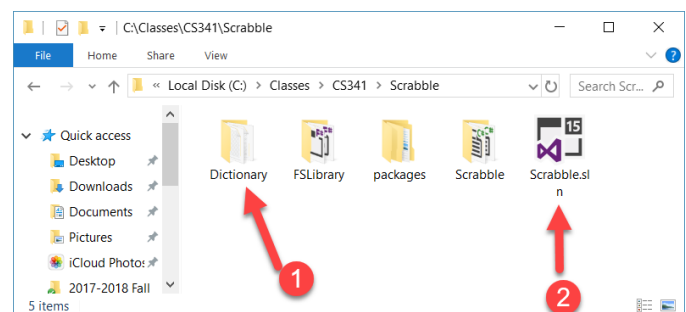 C:\Classes\CS341\Scrabble
File Home Share View
« Local Disk (C:) > Classes > CS341 > Scrabble
Search Scr...
Quick access
Desktop
Downloads
Documents
Pictures
iCloud Photos
2017-2018 Fall
Dictionary FSLibrary packages Scrabble Scrabble.sl
n
15
1
2
5 items